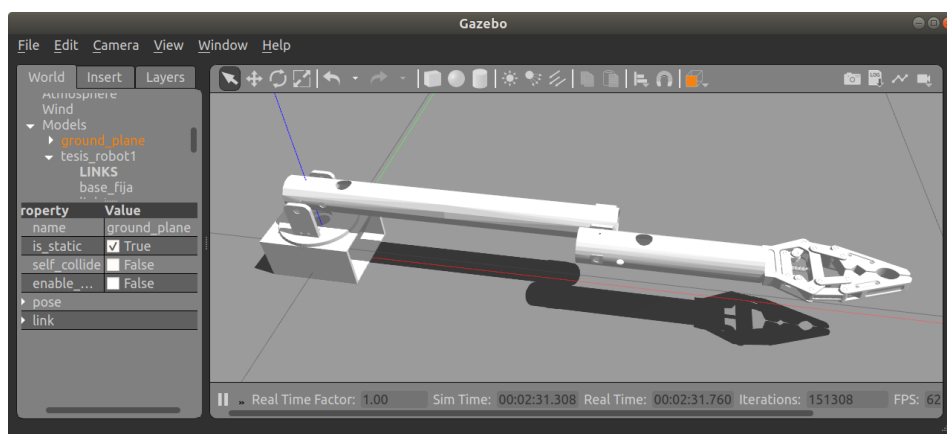 Gazebo
File Edit Camera View Window Help
World Insert Layers
Atmosphere
Wind
Models
ground_plane
tesis_robot1
LINKS
base_fija
roperty Value
name ground_plane
is_static True
self_collide False
enable_... False
pose
link
Real Time Factor: 1.00 Sim Time: 00:02:31.308 Real Time: 00:02:31.760 Iterations: 151308 FPS: 62